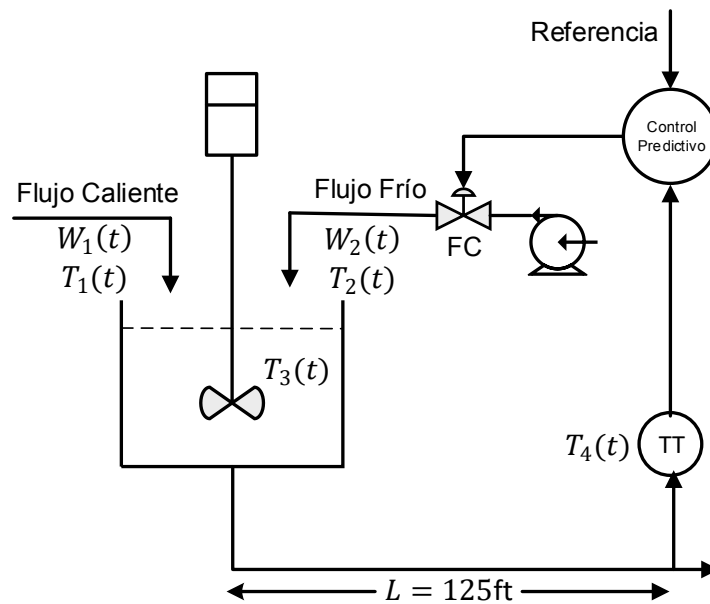 Referencia
Control
Predictivo
Flujo Caliente
W₁(t)
T₁(t)
Flujo Frío
W₂(t)
T₂(t)
FC
T₃(t)
T₄(t)
TT
L = 125ft